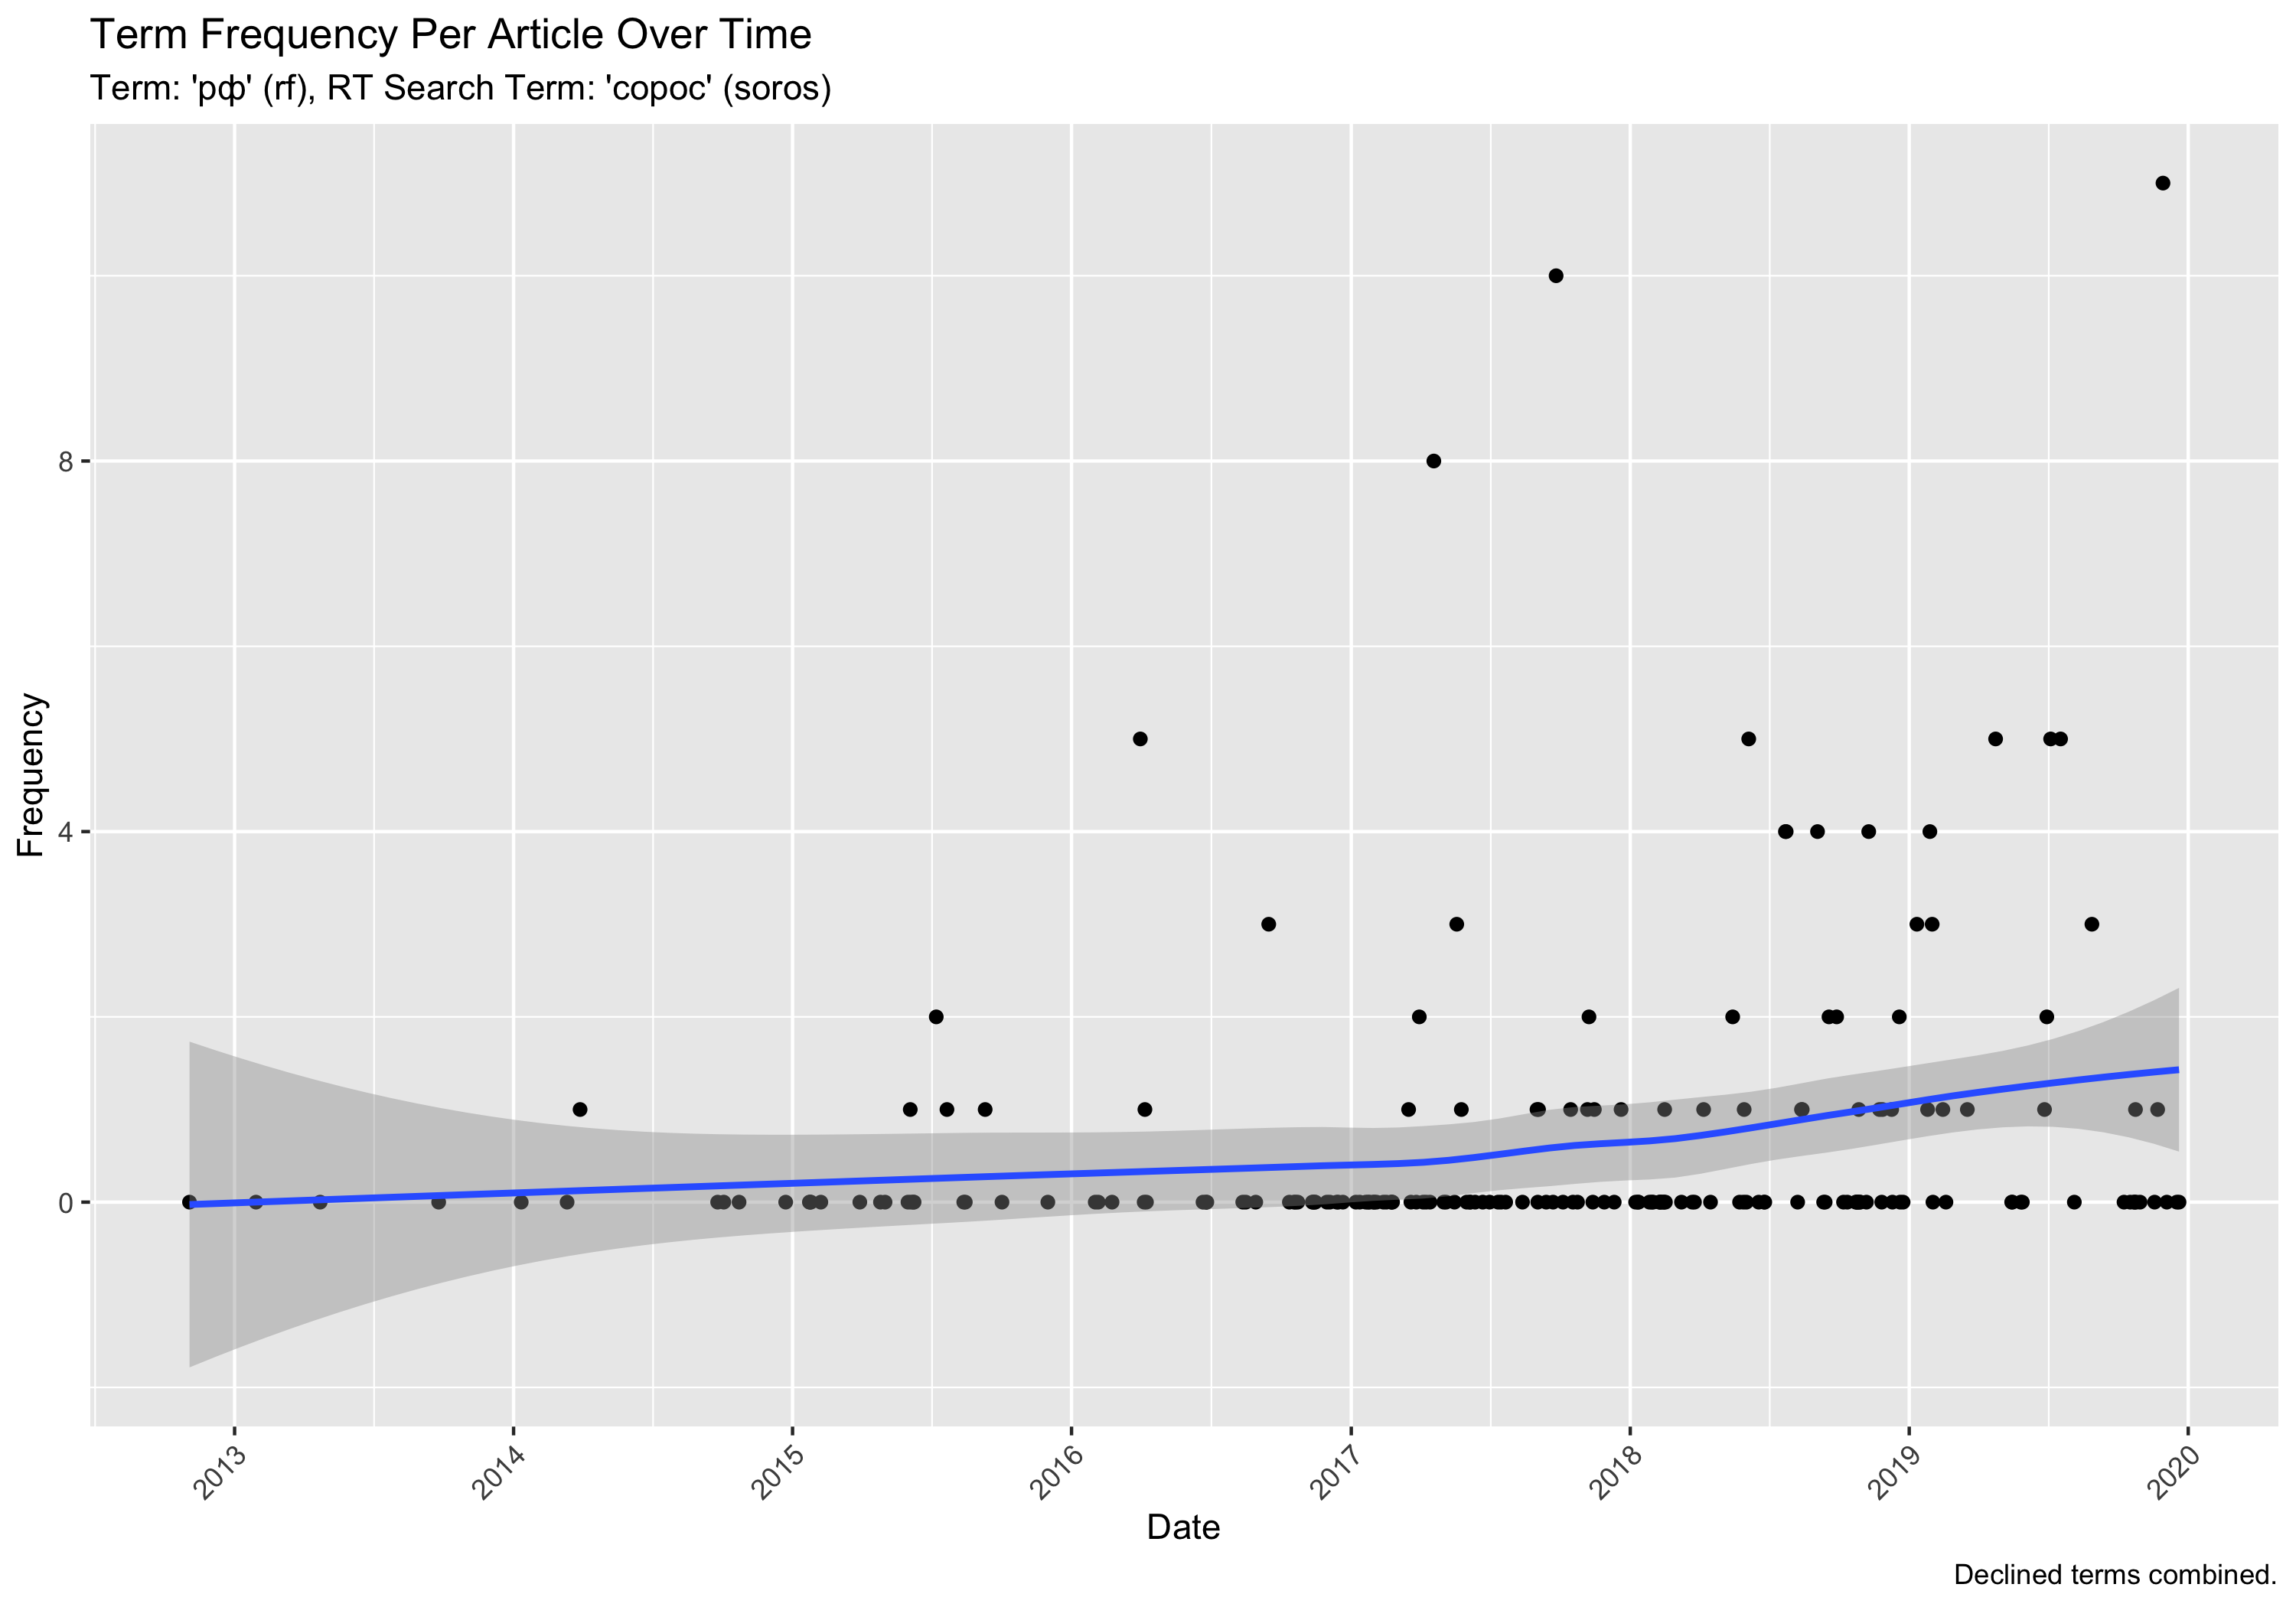 Term Frequency Per Article Over Time
Term: 'рф' (rf), RT Search Term: 'сорос' (soros)
Frequency
8
4
0
2013
2014
2015
2016
2017
2018
2019
2020
Date
Declined terms combined.